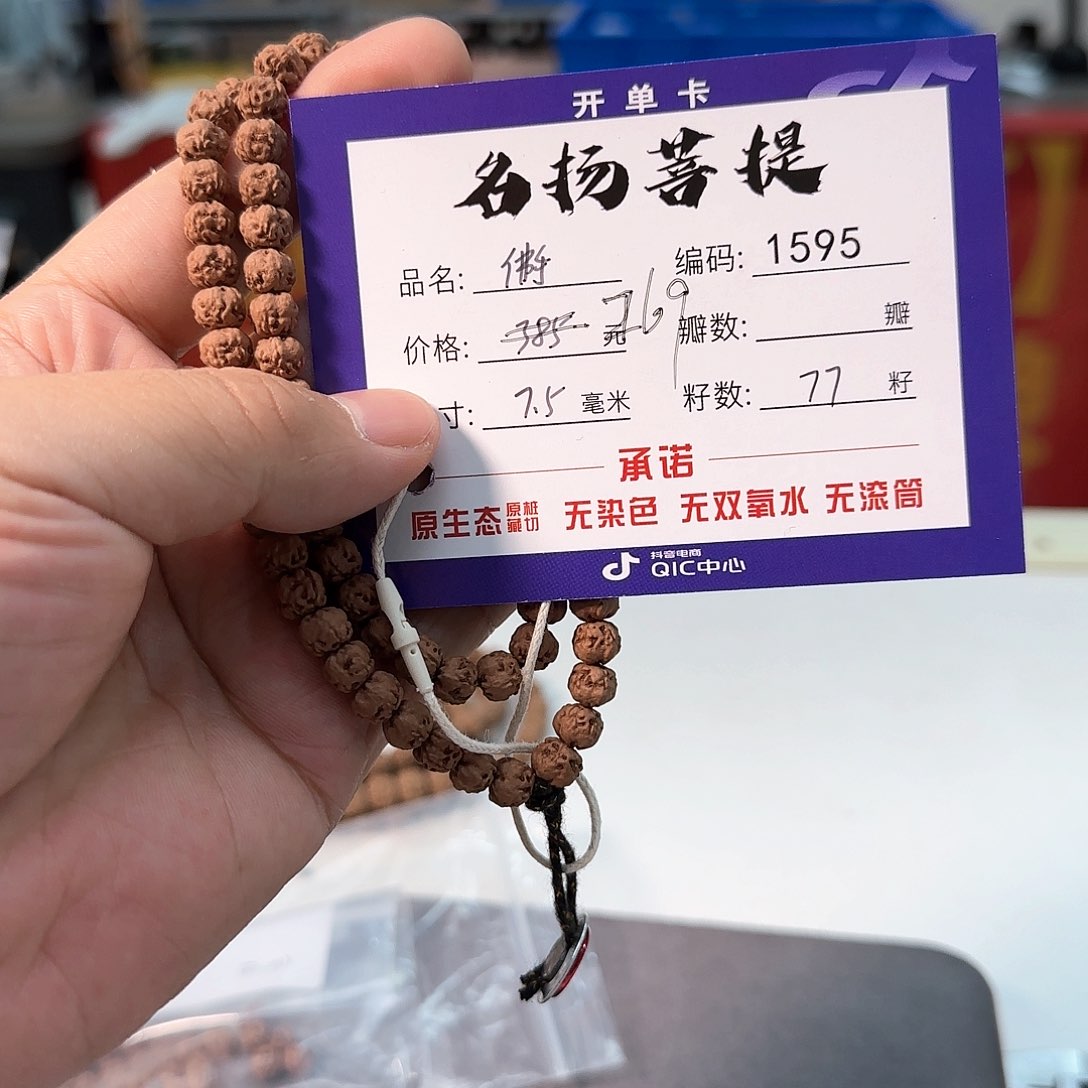 开单卡
名扬菩提
品名: 编码: 1595
价格: 385 元 269 瓣数: 瓣
寸: 7.5 毫米 籽数: 77 籽
承诺
原生态 原桩藏切 无染色 无双氧水 无滚筒
抖音电商
QIC中心